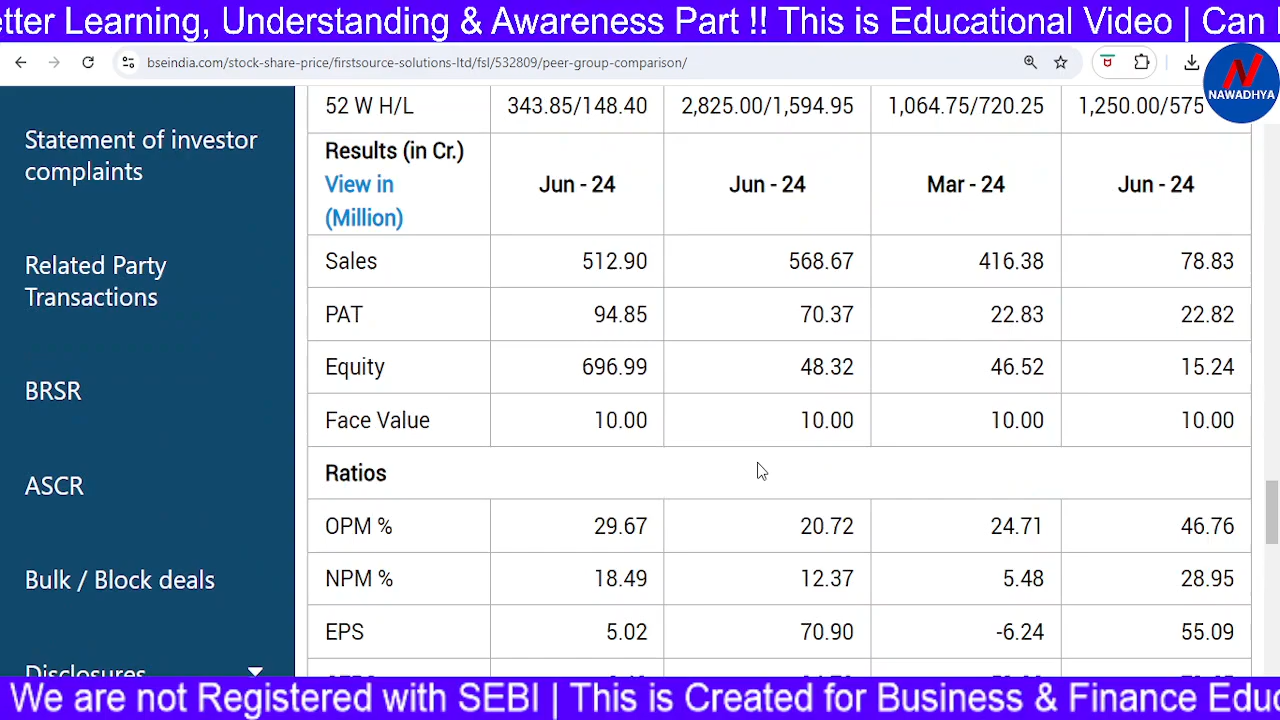 etter Learning, Understanding & Awareness Part !! This is Educational Video | Can
bseindia.com/stock-share-price/firstsource-solutions-ltd/fsl/532809/peer-group-comparison/
NAWADHYA
Statement of investor
complaints
Related Party
Transactions
BRSR
ASCR
Bulk / Block deals
Disclosures
52 W H/L 343.85/148.40 2,825.00/1,594.95 1,064.75/720.25 1,250.00/575
Results (in Cr.)
View in
(Million)
Jun - 24 Jun - 24 Mar - 24 Jun - 24
Sales 512.90 568.67 416.38 78.83
PAT 94.85 70.37 22.83 22.82
Equity 696.99 48.32 46.52 15.24
Face Value 10.00 10.00 10.00 10.00
Ratios
OPM % 29.67 20.72 24.71 46.76
NPM % 18.49 12.37 5.48 28.95
EPS 5.02 70.90 -6.24 55.09
We are not Registered with SEBI | This is Created for Business & Finance Educ